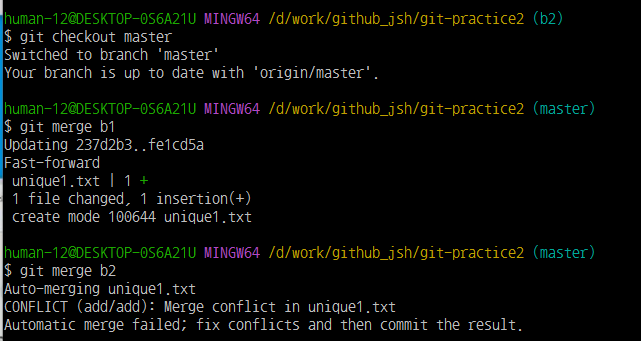 human-12@DESKTOP-0S6A21U MINGW64 /d/work/github_jsh/git-practice2 (b2)
$ git checkout master
Switched to branch 'master'
Your branch is up to date with 'origin/master'.
human-12@DESKTOP-0S6A21U MINGW64 /d/work/github_jsh/git-practice2 (master)
$ git merge b1
Updating 237d2b3..fe1cd5a
Fast-forward
unique1.txt | 1 +
1 file changed, 1 insertion(+)
create mode 100644 unique1.txt
human-12@DESKTOP-0S6A21U MINGW64 /d/work/github_jsh/git-practice2 (master)
$ git merge b2
Auto-merging unique1.txt
CONFLICT (add/add): Merge conflict in unique1.txt
Automatic merge failed; fix conflicts and then commit the result.